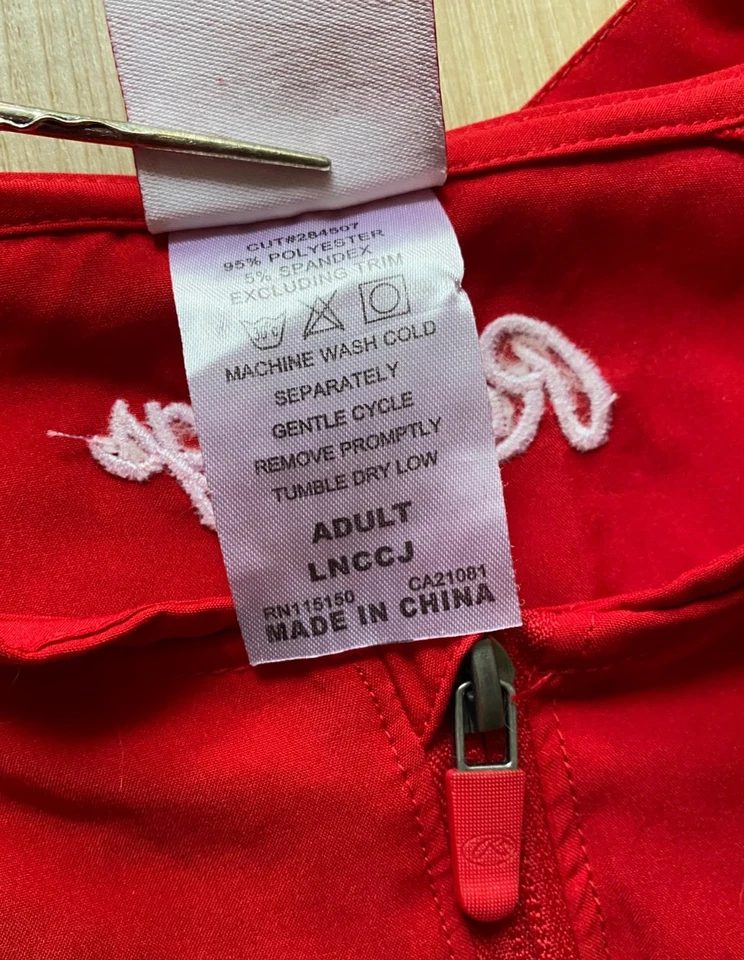 CUT#284507
95% POLYESTER
5% SPANDEX
EXCLUDING TRIM
MACHINE WASH COLD
SEPARATELY
GENTLE CYCLE
REMOVE PROMPTLY
TUMBLE DRY LOW
ADULT
LNCCJ
RN115150 CA21081
MADE IN CHINA